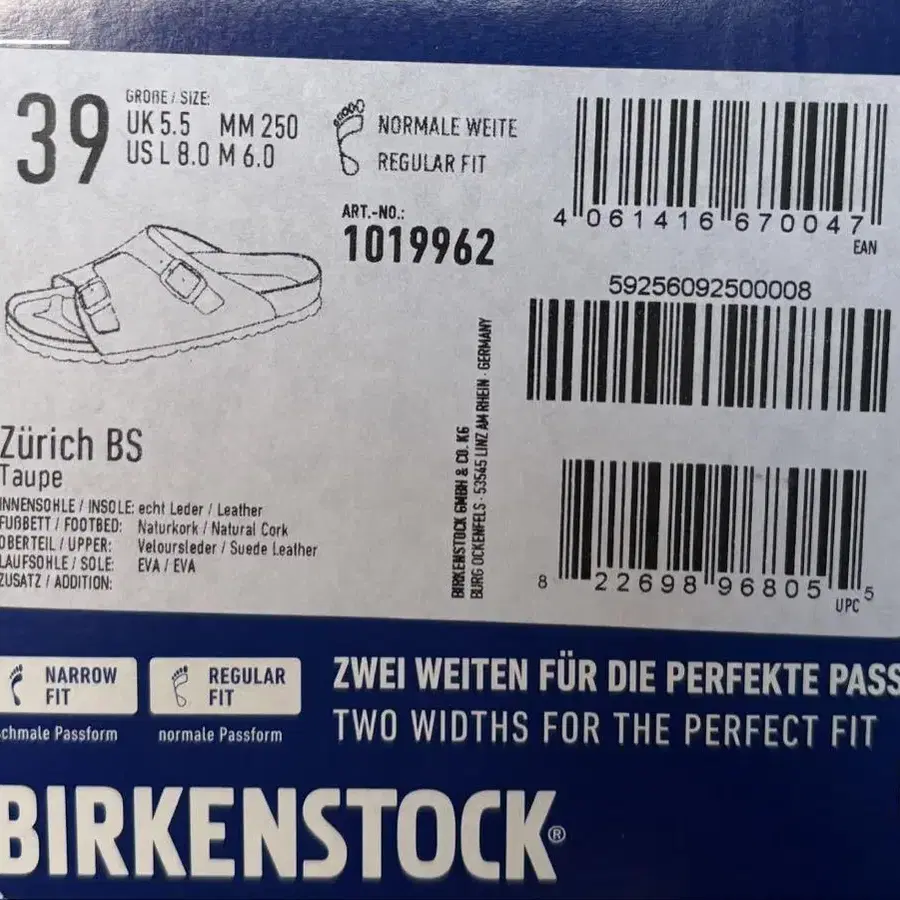 39
GRÖßE / SIZE:
UK 5.5 MM 250
US L 8.0 M 6.0
NORMALE WEITE
REGULAR FIT
ART.-NO.:
1019962
4 061416 670047
EAN
59256092500008
Zürich BS
Taupe
INNENSOHLE / INSOLE: echt Leder / Leather
FUßBETT / FOOTBED: Naturkork / Natural Cork
OBERTEIL / UPPER: Veloursleder / Suede Leather
LAUFSOHLE / SOLE: EVA / EVA
ZUSATZ / ADDITION:
BIRKENSTOCK GMBH & CO. KG
BURG OCKENFELS · 53545 LINZ AM RHEIN · GERMANY
8 22698 96805 5
UPC
NARROW
FIT
chmale Passform
REGULAR
FIT
normale Passform
ZWEI WEITEN FÜR DIE PERFEKTE PASS
TWO WIDTHS FOR THE PERFECT FIT
BIRKENSTOCK®